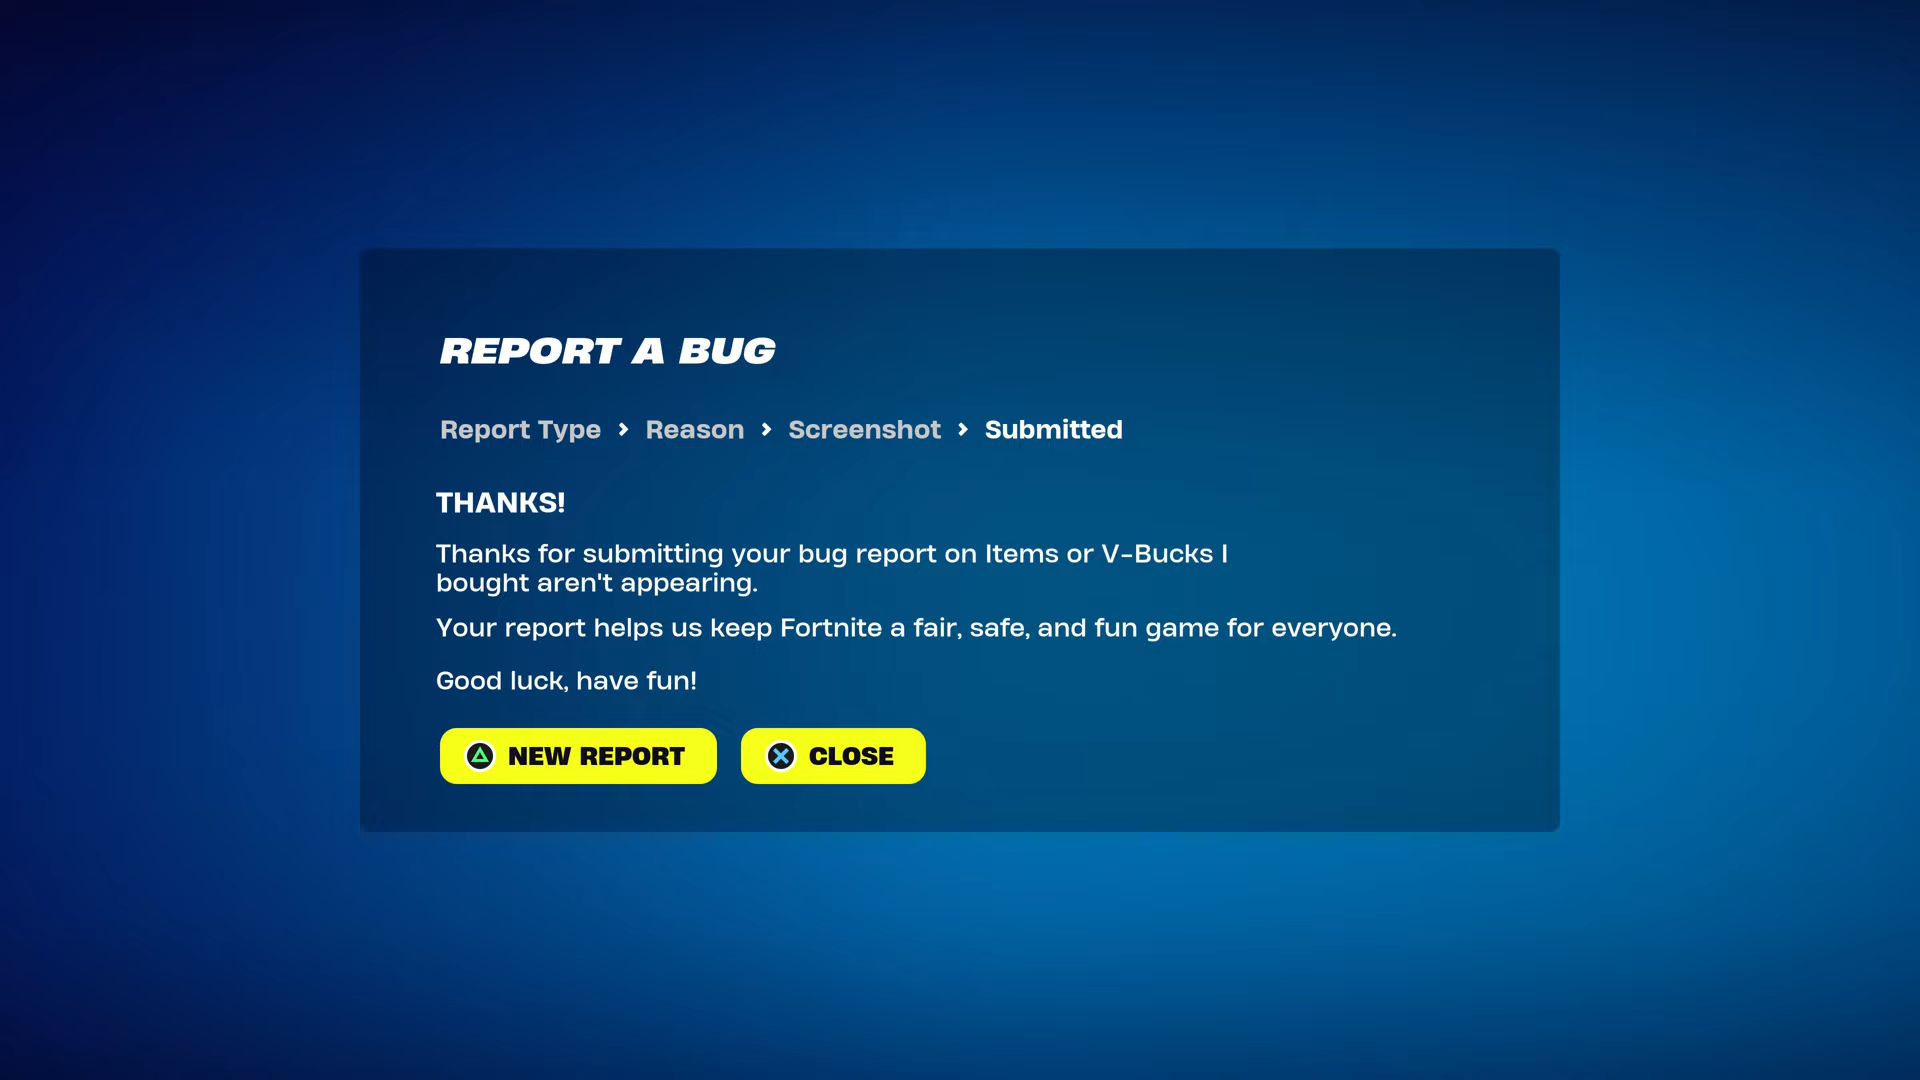 REPORT A BUG
Report Type > Reason > Screenshot > Submitted
THANKS!
Thanks for submitting your bug report on Items or V-Bucks I
bought aren't appearing.
Your report helps us keep Fortnite a fair, safe, and fun game for everyone.
Good luck, have fun!
NEW REPORT CLOSE